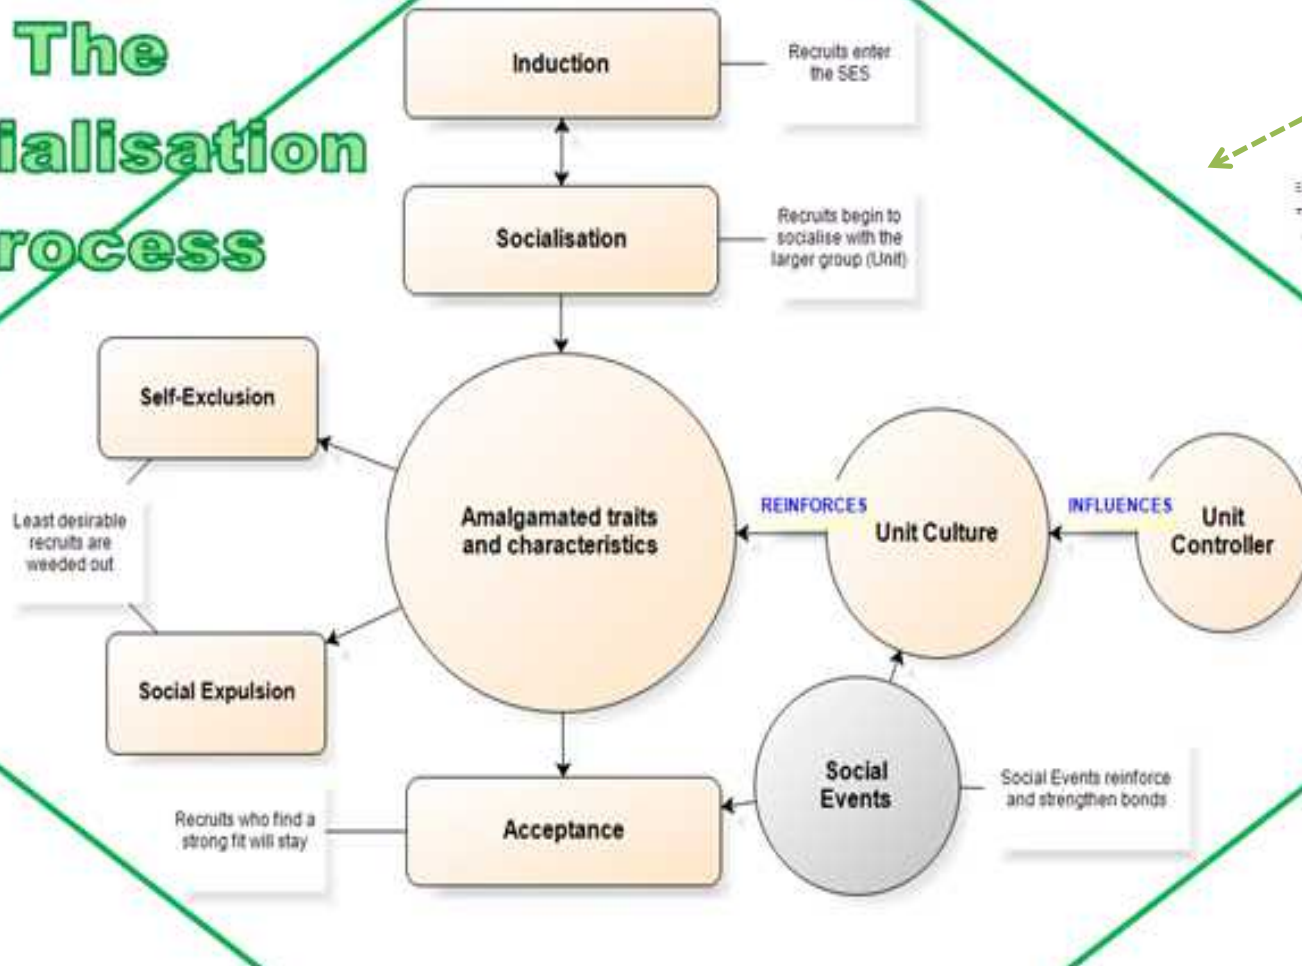 The
ialisation
rocess
Induction
Recruits enter
the SES
Socialisation
Recruits begin to
socialise with the
larger group (Unit)
Self-Exclusion
Least desirable
recruits are
weeded out
Social Expulsion
Amalgamated traits
and characteristics
REINFORCES
Unit Culture
INFLUENCES
Unit
Controller
Social
Events
Social Events reinforce
and strengthen bonds
Recruits who find a
strong fit will stay
Acceptance